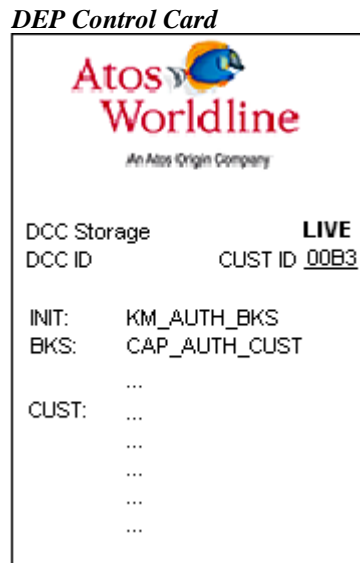 DEP Control Card
Atos
Worldline
An Atos Origin Company
DCC Storage LIVE
DCC ID CUST ID 00B3
INIT: KM_AUTH_BKS
BKS: CAP_AUTH_CUST
...
CUST: ...
...
...
...
...